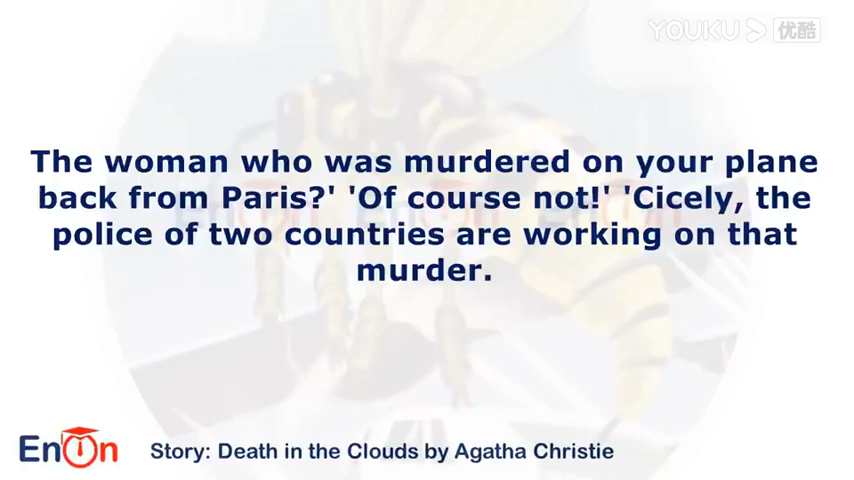 YOUKU 优酷
The woman who was murdered on your plane
back from Paris?' 'Of course not!' 'Cicely, the
police of two countries are working on that
murder.
EnOn
Story: Death in the Clouds by Agatha Christie